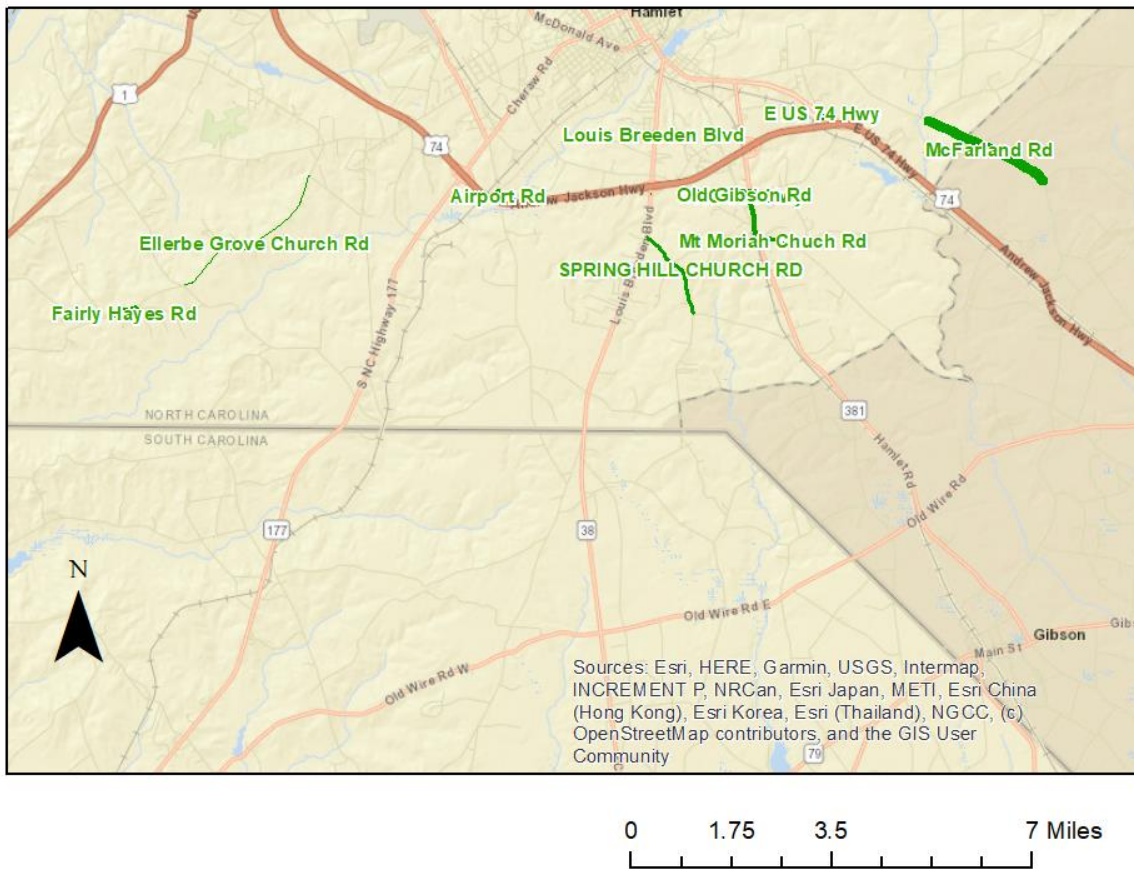 Hamlet
McDonald Ave
Cheraw Rd
1
74
E US 74 Hwy
Louis Breeden Blvd
E US 74 Hwy
McFarland Rd
Airport Rd
Andrew Jackson Hwy
Old Gibson Rd
74
Ellerbe Grove Church Rd
Mt Moriah Chuch Rd
SPRING HILL CHURCH RD
Louis Breeden Blvd
Andrew Jackson Hwy
Fairly Hayes Rd
S NC Highway 177
NORTH CAROLINA
SOUTH CAROLINA
381
Hamlet Rd
Old Wire Rd
177
38
N
Old Wire Rd E
Gibson
Main St
Old Wire Rd W
Sources: Esri, HERE, Garmin, USGS, Intermap,
INCREMENT P, NRCan, Esri Japan, METI, Esri China
(Hong Kong), Esri Korea, Esri (Thailand), NGCC, (c)
OpenStreetMap contributors, and the GIS User
Community
79
0 1.75 3.5 7 Miles